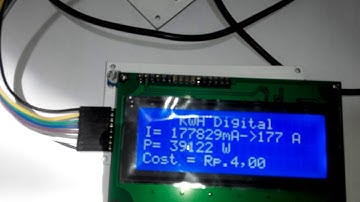 KWH Digital
I= 177829mA->177 A
P= 39122 W
Cost = Rp.4,00